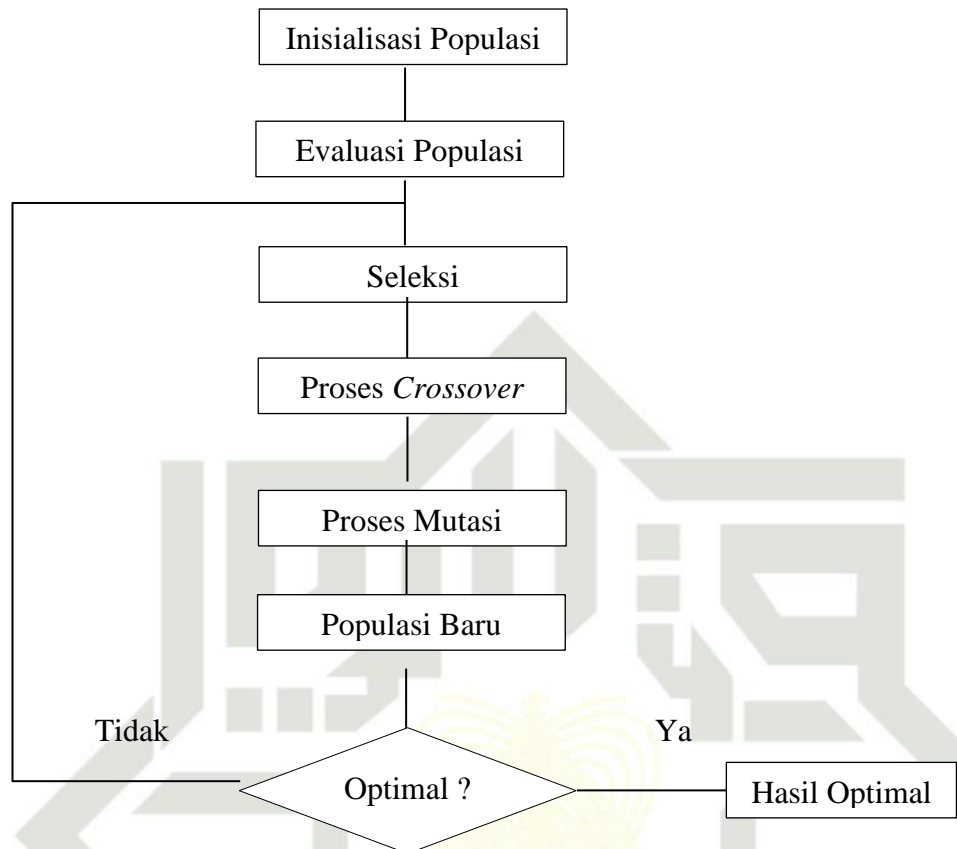 Inisialisasi Populasi
Evaluasi Populasi
Seleksi
Proses Crossover
Proses Mutasi
Populasi Baru
Tidak
Ya
Optimal ?
Hasil Optimal